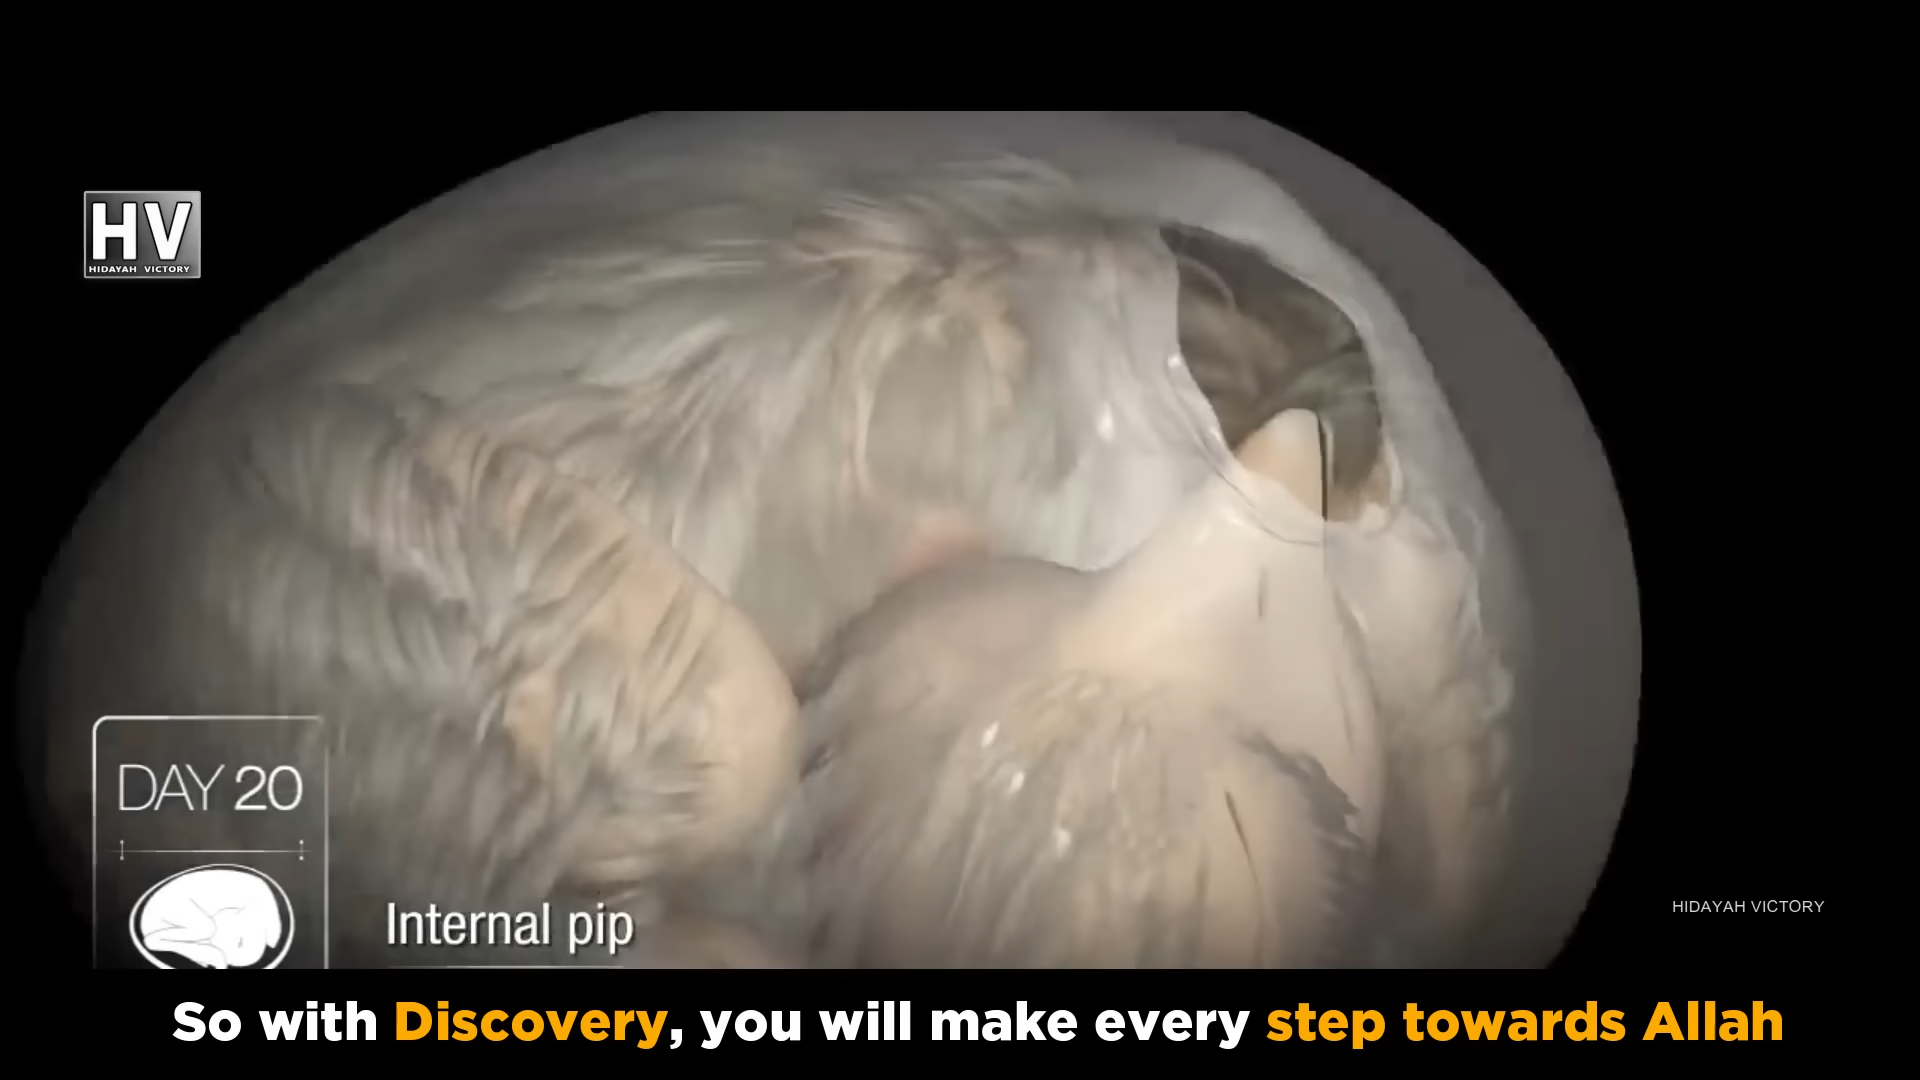 HV
HIDAYAH VICTORY
DAY 20
Internal pip
HIDAYAH VICTORY
So with Discovery, you will make every step towards Allah